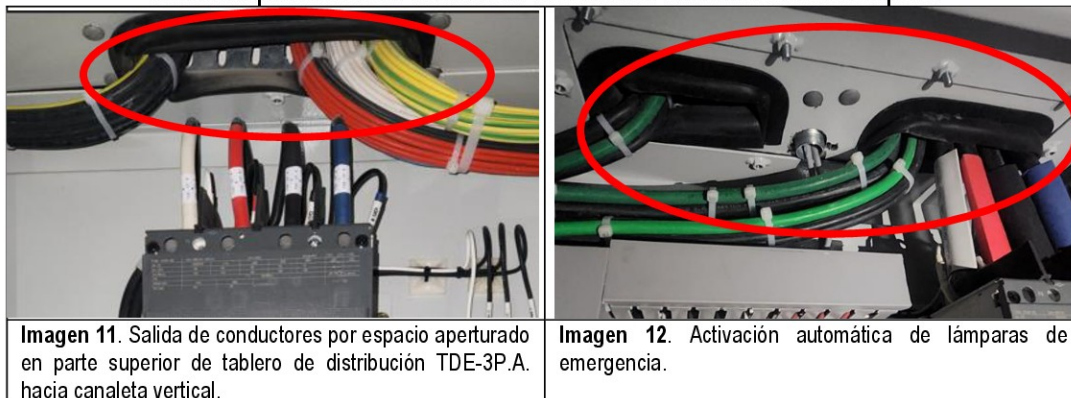 Imagen 11. Salida de conductores por espacio aperturado
en parte superior de tablero de distribución TDE-3P.A.
hacia canaleta vertical.
Imagen 12. Activación automática de lámparas de
emergencia.